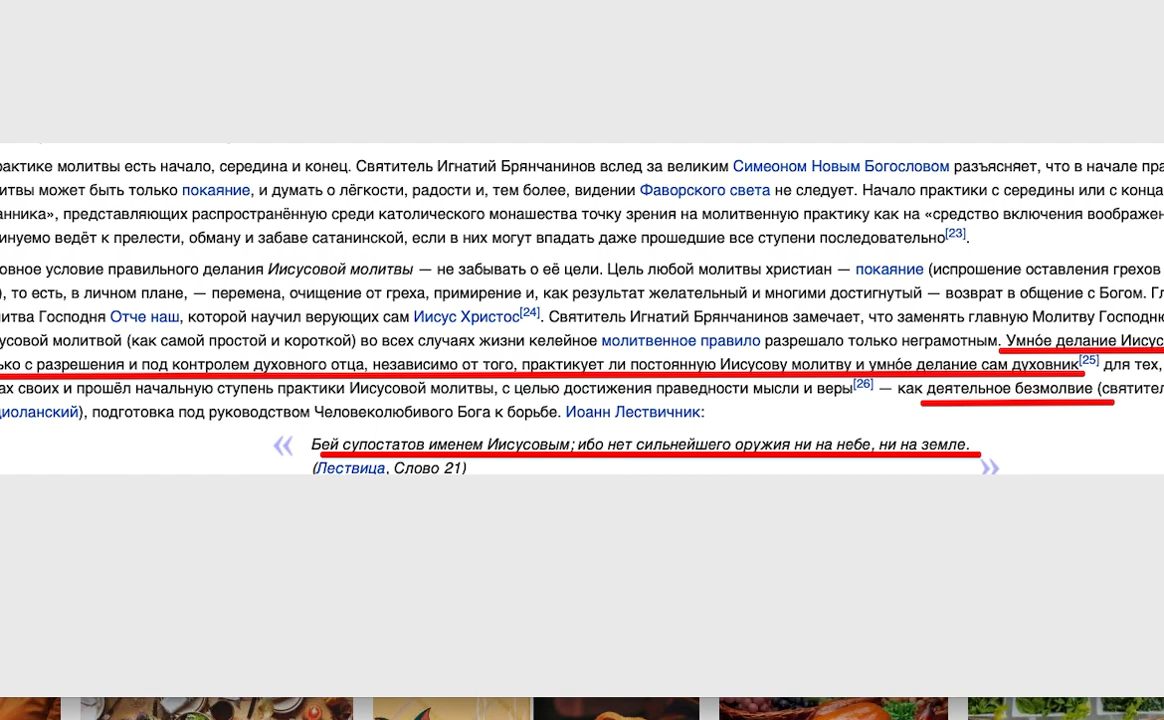 рактике молитвы есть начало, середина и конец. Святитель Игнатий Брянчанинов вслед за великим Симеоном Новым Богословом разъясняет, что в начале пра
итвы может быть только покаяние, и думать о лёгкости, радости и, тем более, видении Фаворского света не следует. Начало практики с середины или с конца
анника», представляющих распространённую среди католического монашества точку зрения на молитвенную практику как на «средство включения воображен
инуемо ведёт к прелести, обману и забаве сатанинской, если в них могут впадать даже прошедшие все ступени последовательно[23].
овное условие правильного делания Иисусовой молитвы — не забывать о её цели. Цель любой молитвы христиан — покаяние (испрошение оставления грехов
), то есть, в личном плане, — перемена, очищение от греха, примирение и, как результат желательный и многими достигнутый — возврат в общение с Богом. Гл
итва Господня Отче наш, которой научил верующих сам Иисус Христос[24]. Святитель Игнатий Брянчанинов замечает, что заменять главную Молитву Господню
усовой молитвой (как самой простой и короткой) во всех случаях жизни келейное молитвенное правило разрешало только неграмотным. Умно́е делание Иисус
ько с разрешения и под контролем духовного отца, независимо от того, практикует ли постоянную Иисусову молитву и умно́е делание сам духовник[25] для тех,
ах своих и прошёл начальную ступень практики Иисусовой молитвы, с целью достижения праведности мысли и веры[26] — как деятельное безмолвие (святител
диоланский), подготовка под руководством Человеколюбивого Бога к борьбе. Иоанн Лествичник:
« Бей супостатов именем Иисусовым; ибо нет сильнейшего оружия ни на небе, ни на земле.
(Лествица, Слово 21) »